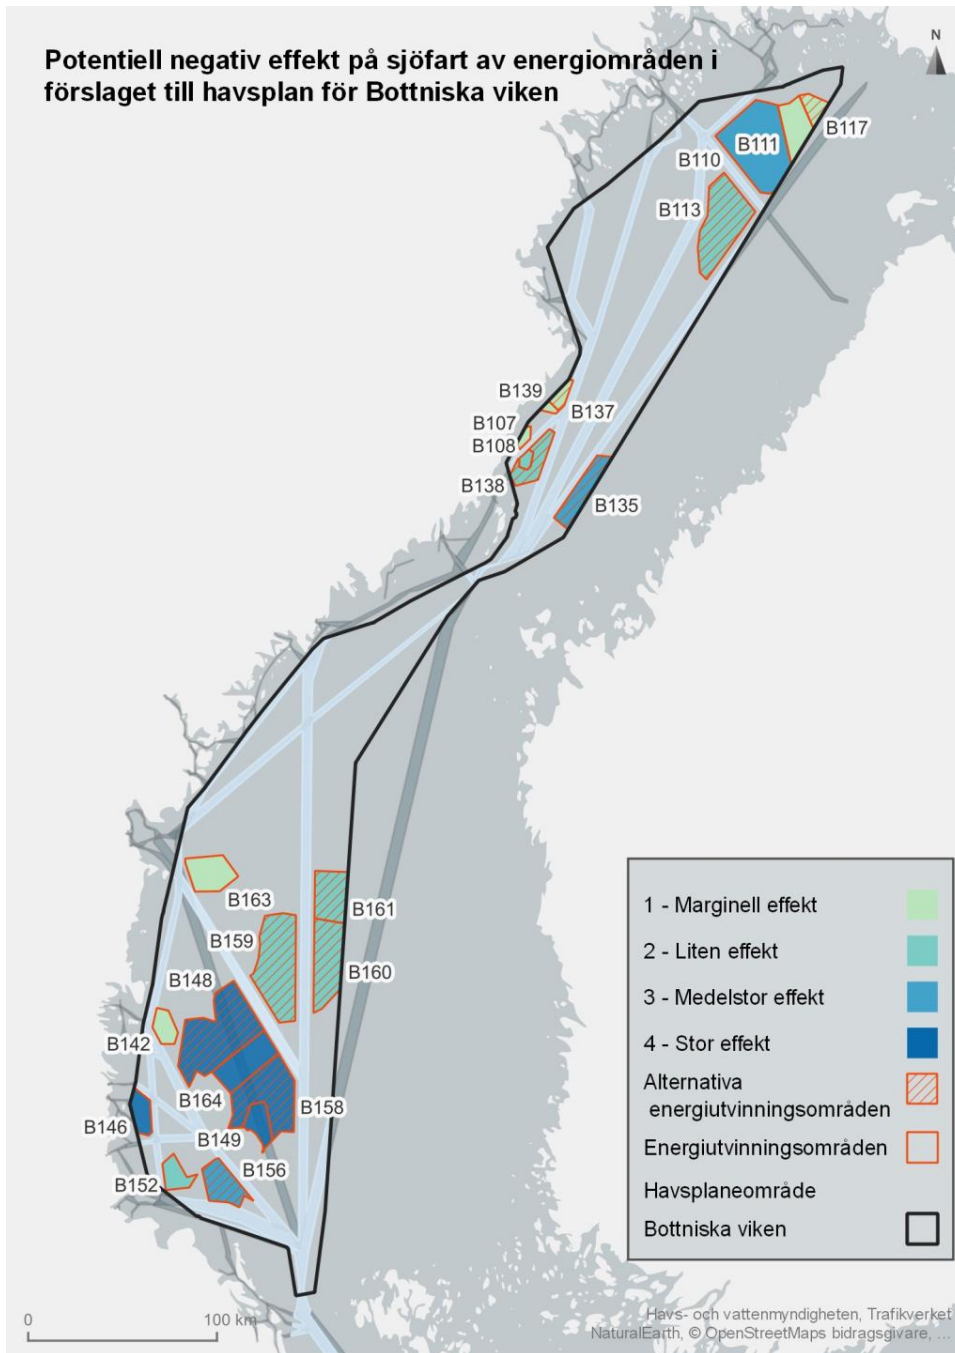 Potentiell negativ effekt på sjöfart av energiområden i
förslaget till havsplan för Bottniska viken
N
B117
B111
B110
B113
B139
B137
B107
B108
B138
B135
B163
B161
B159
B160
B148
B142
B164
B158
B146
B149
B156
B152
1 - Marginell effekt
2 - Liten effekt
3 - Medelstor effekt
4 - Stor effekt
Alternativa
energiutvinningsområden
Energiutvinningsområden
Havsplaneområde
Bottniska viken
0 100 km
Havs- och vattenmyndigheten, Trafikverket
NaturalEarth, © OpenStreetMaps bidragsgivare, ...